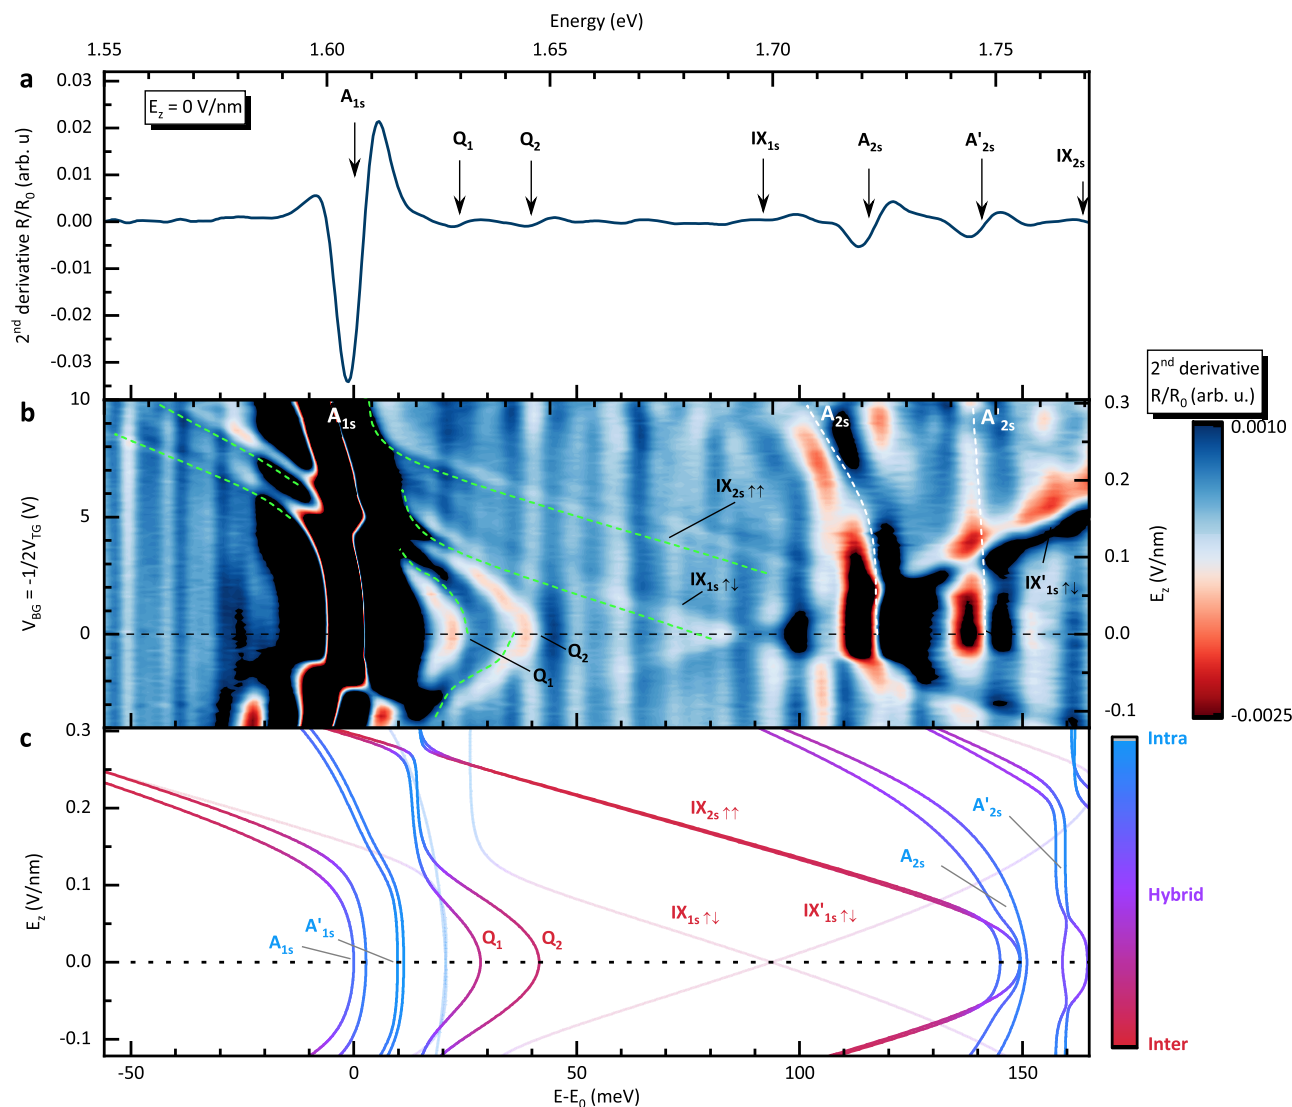 Energy (eV)
1.55 1.60 1.65 1.70 1.75
a
E_z = 0 V/nm
2^nd derivative R/R_0 (arb. u)
0.03
0.02
0.01
0.00
-0.01
-0.02
-0.03
A_1s
Q_1
Q_2
IX_1s
A_2s
A'_2s
IX_2s
b
V_BG = -1/2V_TG (V)
10
5
0
A_1s
A_2s
A'_2s
IX_2s ↑↑
IX_1s ↑↓
IX'_1s ↑↓
Q_2
Q_1
0.3
0.2
0.1
0.0
-0.1
E_z (V/nm)
2^nd derivative
R/R_0 (arb. u.)
0.0010
-0.0025
c
E_z (V/nm)
0.3
0.2
0.1
0.0
-0.1
IX_2s ↑↑
A'_2s
A_2s
IX_1s ↑↓
IX'_1s ↑↓
A'_1s
A_1s
Q_1
Q_2
Intra
Hybrid
Inter
-50 0 50 100 150
E-E_0 (meV)